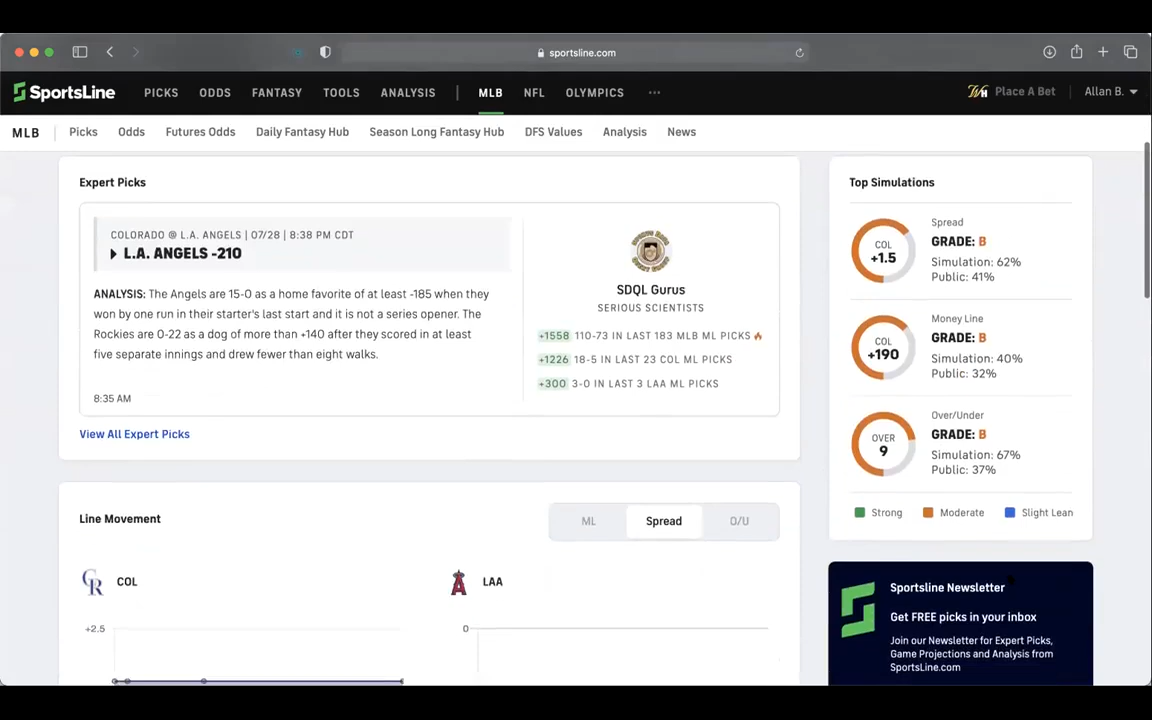 sportsline.com
SportsLine PICKS ODDS FANTASY TOOLS ANALYSIS | MLB NFL OLYMPICS ... WH Place A Bet Allan B.
MLB Picks Odds Futures Odds Daily Fantasy Hub Season Long Fantasy Hub DFS Values Analysis News
Expert Picks
COLORADO @ L.A. ANGELS | 07/28 | 8:38 PM CDT
L.A. ANGELS -210
ANALYSIS: The Angels are 15-0 as a home favorite of at least -185 when they
won by one run in their starter's last start and it is not a series opener. The
Rockies are 0-22 as a dog of more than +140 after they scored in at least
five separate innings and drew fewer than eight walks.
8:35 AM
SDQL Gurus
SERIOUS SCIENTISTS
+1558 110-73 IN LAST 183 MLB ML PICKS
+1226 18-5 IN LAST 23 COL ML PICKS
+300 3-0 IN LAST 3 LAA ML PICKS
View All Expert Picks
Line Movement
ML Spread O/U
CR COL
A LAA
+2.5
0
Top Simulations
COL
+1.5
Spread
GRADE: B
Simulation: 62%
Public: 41%
COL
+190
Money Line
GRADE: B
Simulation: 40%
Public: 32%
OVER
9
Over/Under
GRADE: B
Simulation: 67%
Public: 37%
Strong Moderate Slight Lean
Sportsline Newsletter
Get FREE picks in your inbox
Join our Newsletter for Expert Picks,
Game Projections and Analysis from
SportsLine.com